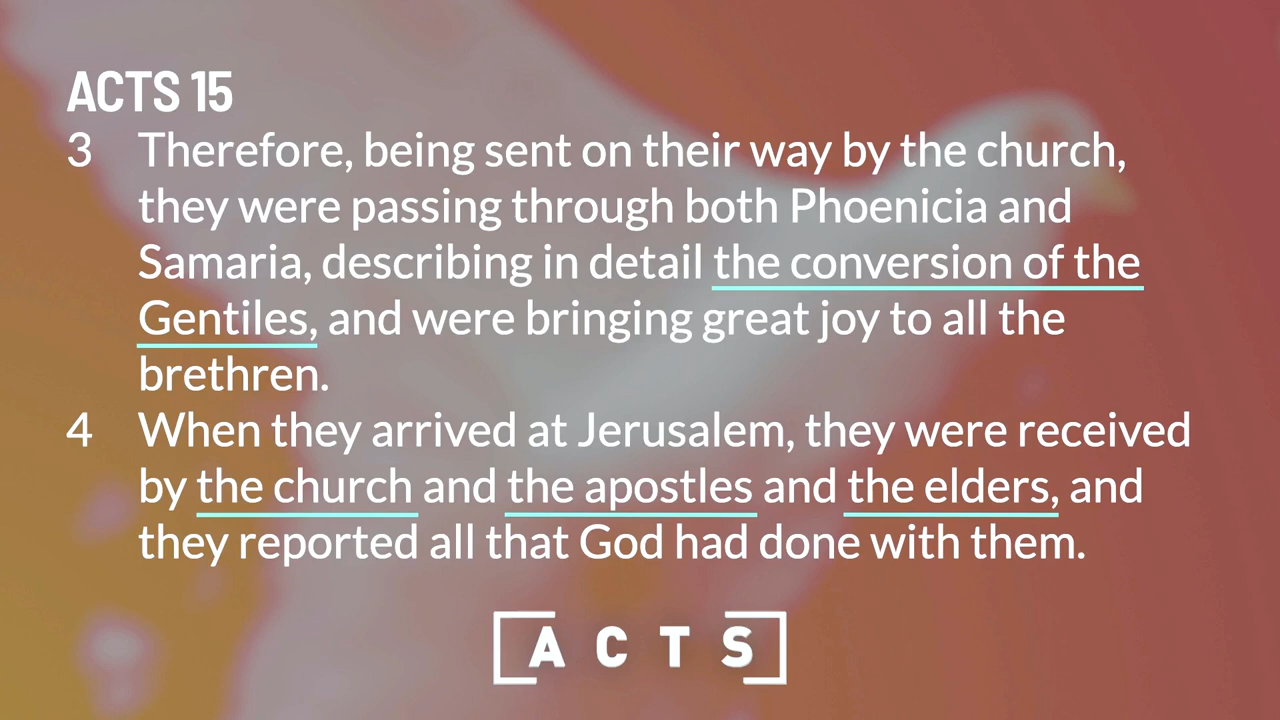 ACTS 15
3 Therefore, being sent on their way by the church,
they were passing through both Phoenicia and
Samaria, describing in detail the conversion of the
Gentiles, and were bringing great joy to all the
brethren.
4 When they arrived at Jerusalem, they were received
by the church and the apostles and the elders, and
they reported all that God had done with them.
ACTS